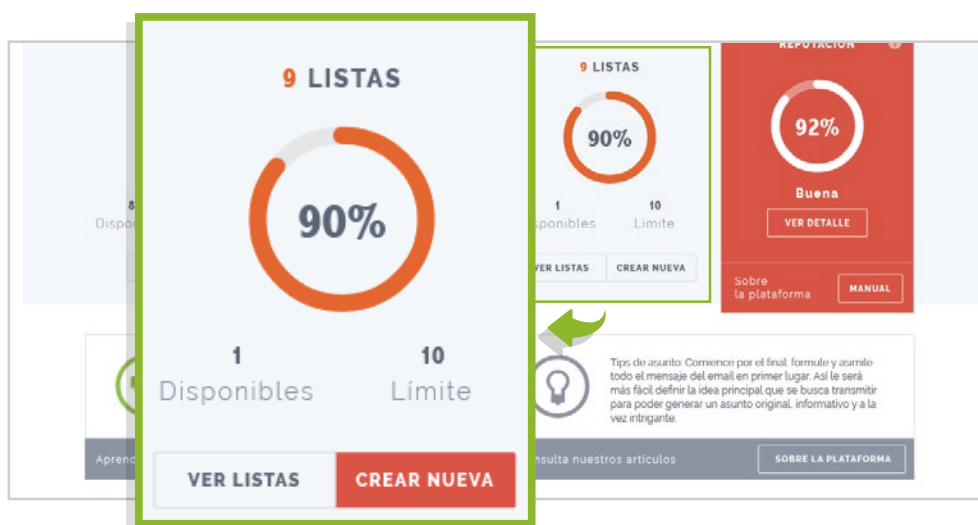 9 LISTAS
90%
1
Disponibles
10
Límite
VER LISTAS
CREAR NUEVA
9 LISTAS
90%
1
10
Límite
VER LISTAS
CREAR NUEVA
REPUTACIÓN
92%
Buena
VER DETALLE
Sobre
la plataforma
MANUAL
8
Tips de asunto: Comience por el final, formule y asimile
todo el mensaje del email en primer lugar. Así le será
más fácil definir la idea principal que se busca transmitir
para poder generar un asunto original, informativo y a la
vez intrigante.
nuestros artículos
SOBRE LA PLATAFORMA